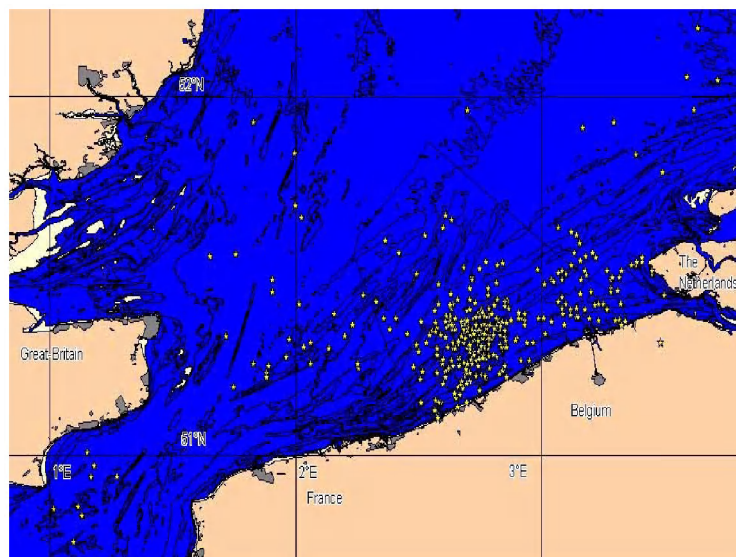 52°N
The
Netherlands
Great-Britain
Belgium
51°N
1°E
2°E
3°E
France